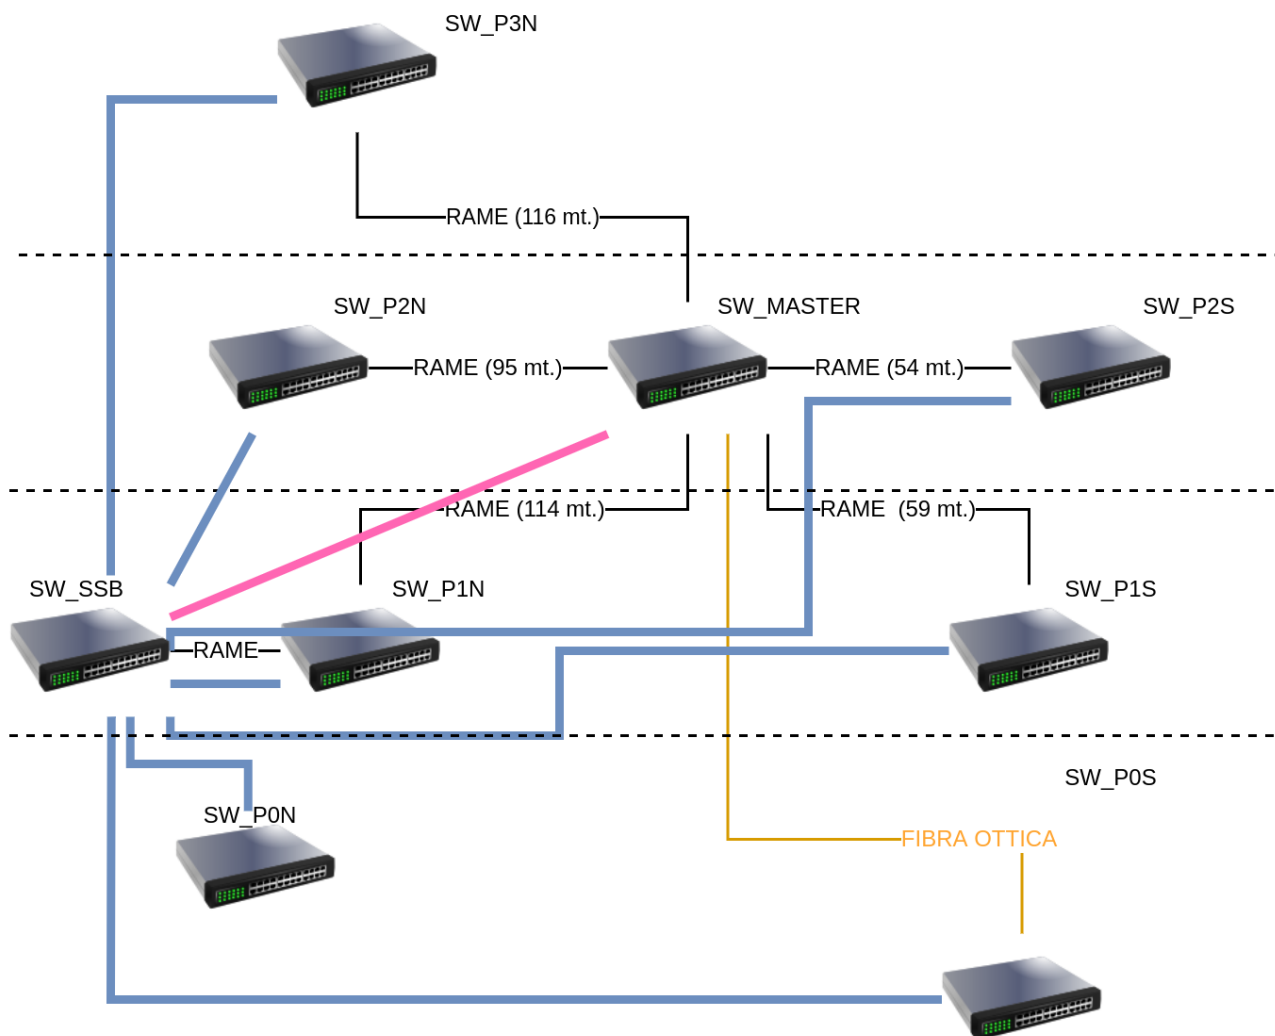 SW_P3N
RAME (116 mt.)
SW_P2N
SW_MASTER
SW_P2S
RAME (95 mt.)
RAME (54 mt.)
RAME (114 mt.)
RAME  (59 mt.)
SW_SSB
SW_P1N
SW_P1S
RAME
SW_P0S
SW_P0N
FIBRA OTTICA